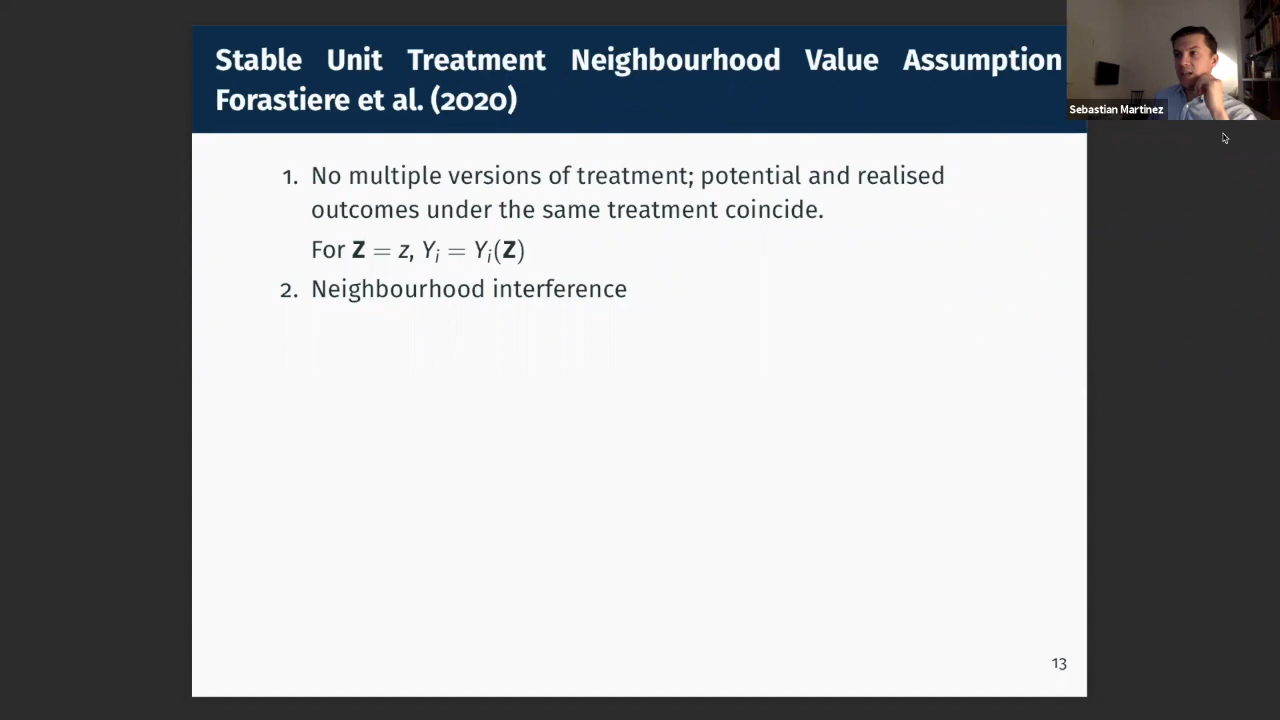 Stable Unit Treatment Neighbourhood Value Assumption
Forastiere et al. (2020)
Sebastian Martinez
1. No multiple versions of treatment; potential and realised
outcomes under the same treatment coincide.
For Z = z, Yi = Yi(Z)
2. Neighbourhood interference
13